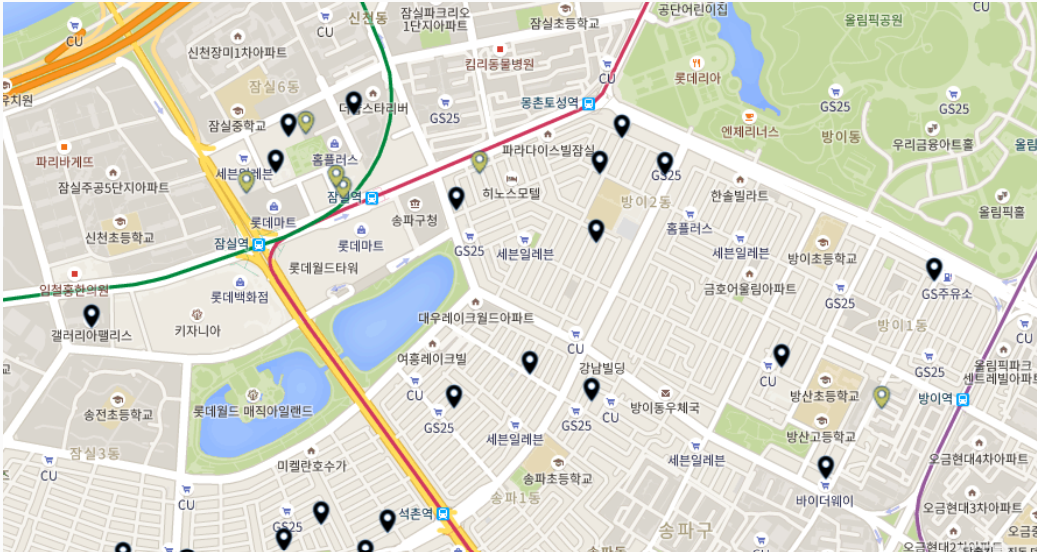 CU
신천동
잠실파크리오
1단지아파트
잠실초등학교
공단어린이집
올림픽공원
CU
신천장미1차아파트
킴리동물병원
롯데리아
CU
유치원
잠실6동
GS25
몽촌토성역
GS25
GS25
잠실중학교
엔제리너스
방이동
우리금융아트홀
파리바게뜨
홈플러스
파라다이스빌잠실
세븐일레븐
GS25
잠실주공5단지아파트
히노스모텔
한솔빌라트
잠실역
방이2동
올림픽홀
송파구청
홈플러스
신천초등학교
롯데마트
롯데마트
GS25
세븐일레븐
세븐일레븐
방이초등학교
잠실역
롯데월드타워
임철홍한의원
롯데백화점
금호어울림아파트
GS25
GS주유소
갤러리아팰리스
키자니아
대우레이크월드아파트
방이1동
CU
CU
여흥레이크빌
강남빌딩
CU
GS25
올림픽파크
센트레빌아파트
송전초등학교
롯데월드 매직아일랜드
방이동우체국
방산초등학교
방이역
GS25
GS25
CU
세븐일레븐
방산고등학교
잠실3동
미켈란호수가
세븐일레븐
오금현대4차아파트
CU
송파초등학교
CU
송파1동
바이더웨이
석촌역
오금현대3차아파트
GS25
송파구
CU
송파동
오금현대2차아파트